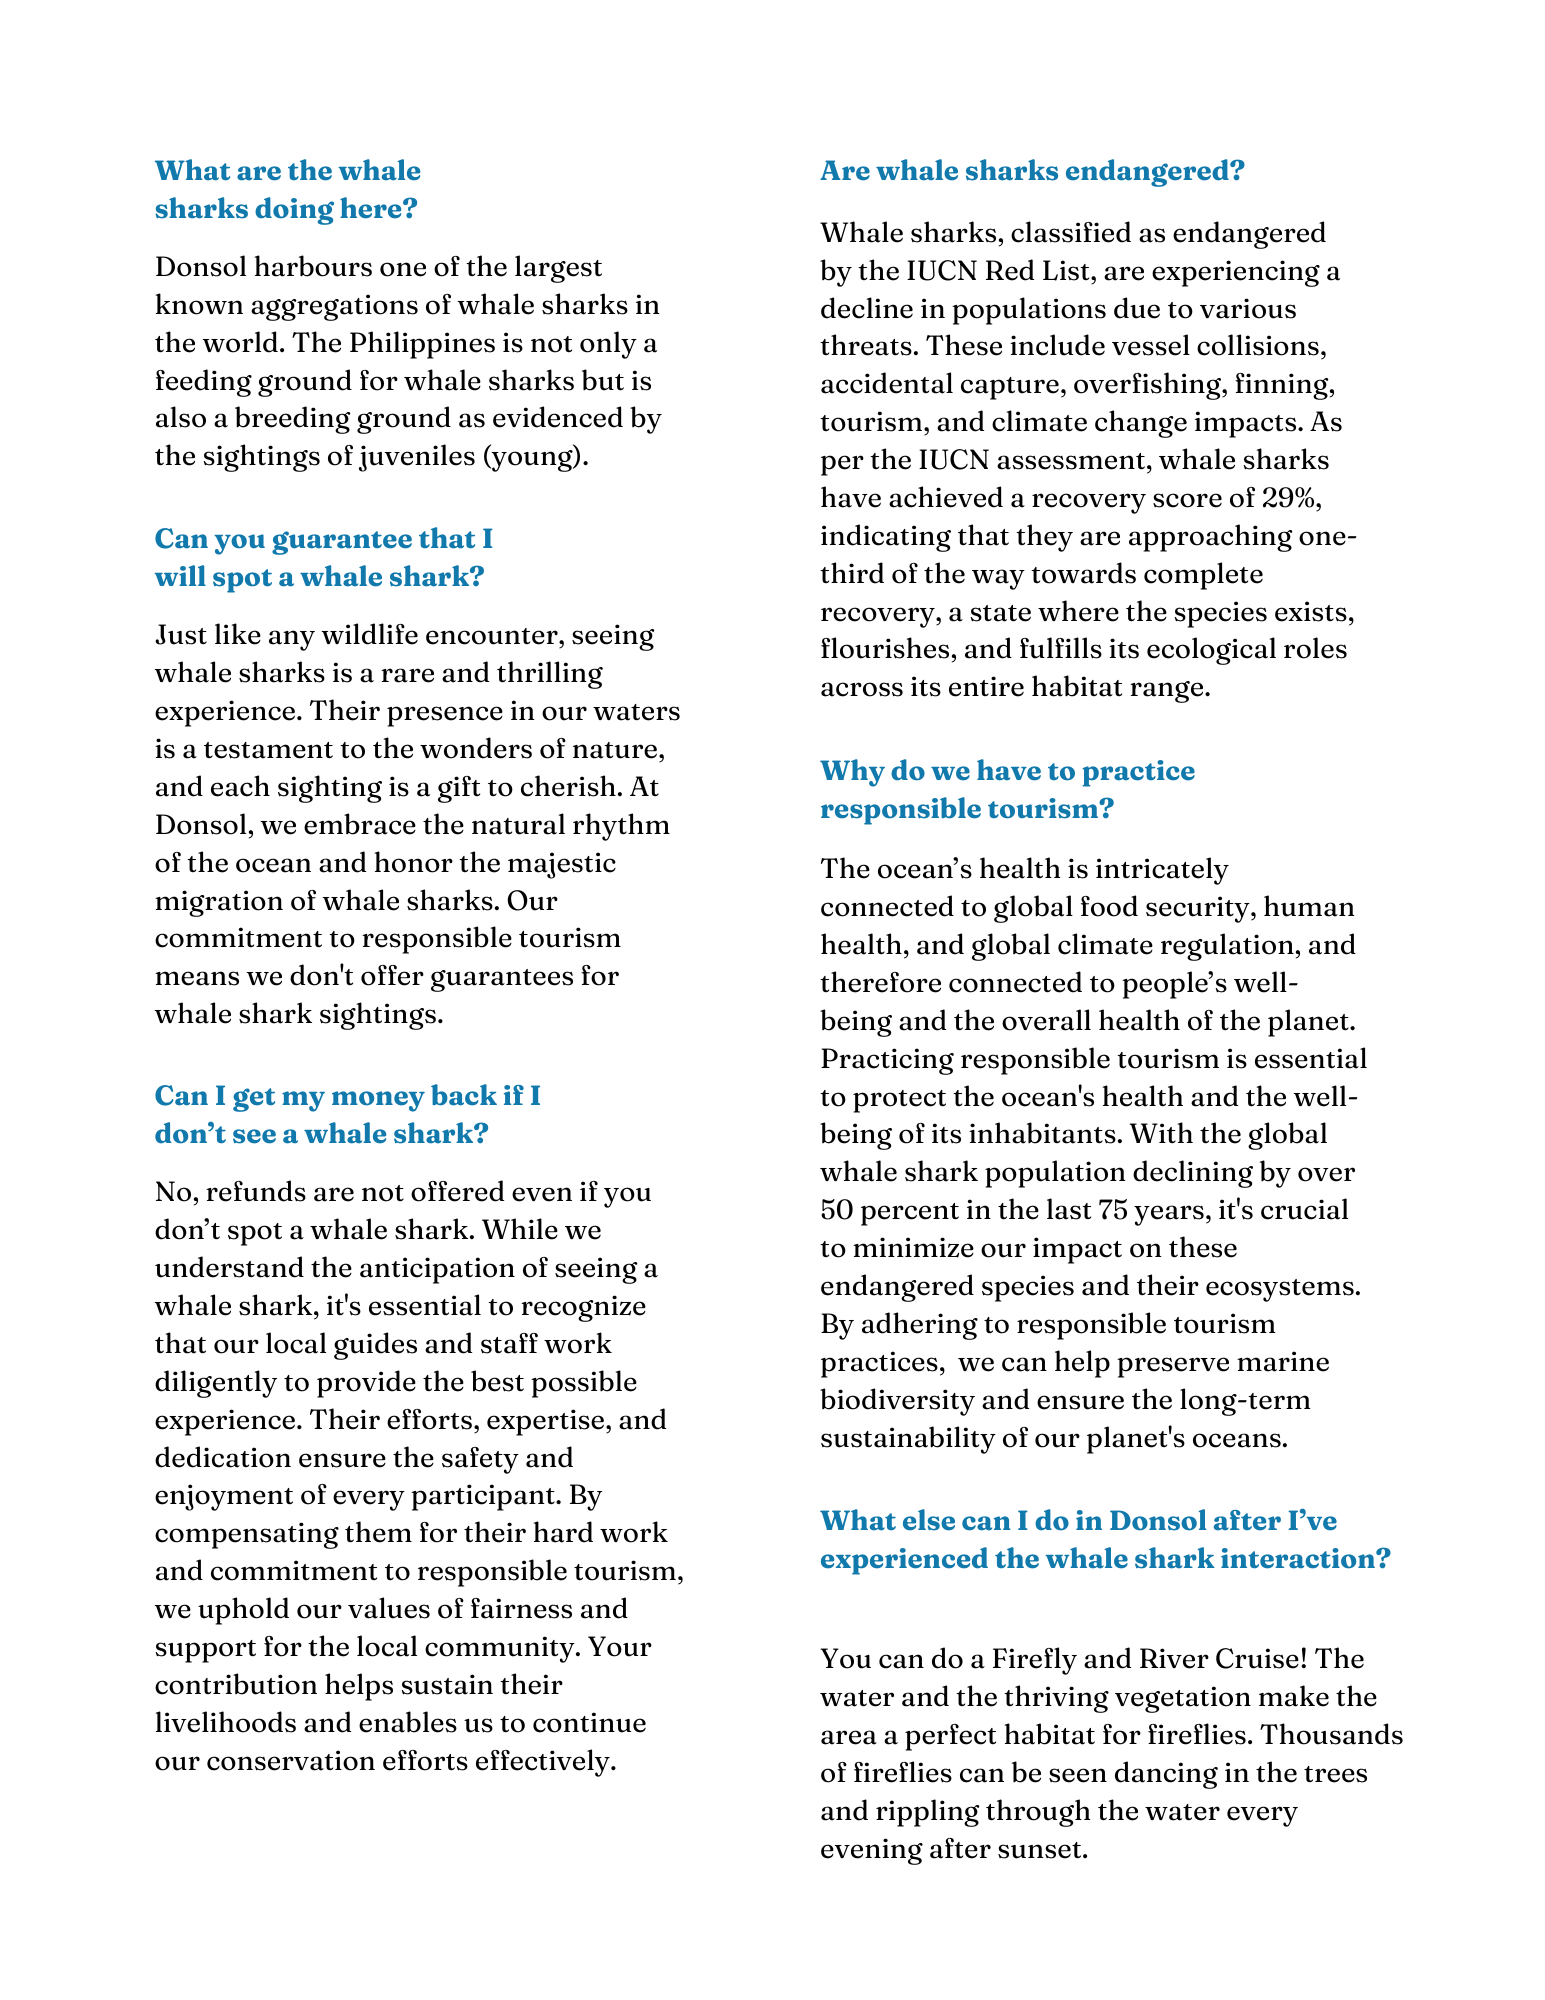 What are the whale
sharks doing here?
Donsol harbours one of the largest
known aggregations of whale sharks in
the world. The Philippines is not only a
feeding ground for whale sharks but is
also a breeding ground as evidenced by
the sightings of juveniles (young).
Can you guarantee that I
will spot a whale shark?
Just like any wildlife encounter, seeing
whale sharks is a rare and thrilling
experience. Their presence in our waters
is a testament to the wonders of nature,
and each sighting is a gift to cherish. At
Donsol, we embrace the natural rhythm
of the ocean and honor the majestic
migration of whale sharks. Our
commitment to responsible tourism
means we don't offer guarantees for
whale shark sightings.
Can I get my money back if I
don’t see a whale shark?
No, refunds are not offered even if you
don’t spot a whale shark. While we
understand the anticipation of seeing a
whale shark, it's essential to recognize
that our local guides and staff work
diligently to provide the best possible
experience. Their efforts, expertise, and
dedication ensure the safety and
enjoyment of every participant. By
compensating them for their hard work
and commitment to responsible tourism,
we uphold our values of fairness and
support for the local community. Your
contribution helps sustain their
livelihoods and enables us to continue
our conservation efforts effectively.
Are whale sharks endangered?
Whale sharks, classified as endangered
by the IUCN Red List, are experiencing a
decline in populations due to various
threats. These include vessel collisions,
accidental capture, overfishing, finning,
tourism, and climate change impacts. As
per the IUCN assessment, whale sharks
have achieved a recovery score of 29%,
indicating that they are approaching one-
third of the way towards complete
recovery, a state where the species exists,
flourishes, and fulfills its ecological roles
across its entire habitat range.
Why do we have to practice
responsible tourism?
The ocean’s health is intricately
connected to global food security, human
health, and global climate regulation, and
therefore connected to people’s well-
being and the overall health of the planet.
Practicing responsible tourism is essential
to protect the ocean's health and the well-
being of its inhabitants. With the global
whale shark population declining by over
50 percent in the last 75 years, it's crucial
to minimize our impact on these
endangered species and their ecosystems.
By adhering to responsible tourism
practices,  we can help preserve marine
biodiversity and ensure the long-term
sustainability of our planet's oceans.
What else can I do in Donsol after I’ve
experienced the whale shark interaction?
You can do a Firefly and River Cruise! The
water and the thriving vegetation make the
area a perfect habitat for fireflies. Thousands
of fireflies can be seen dancing in the trees
and rippling through the water every
evening after sunset.